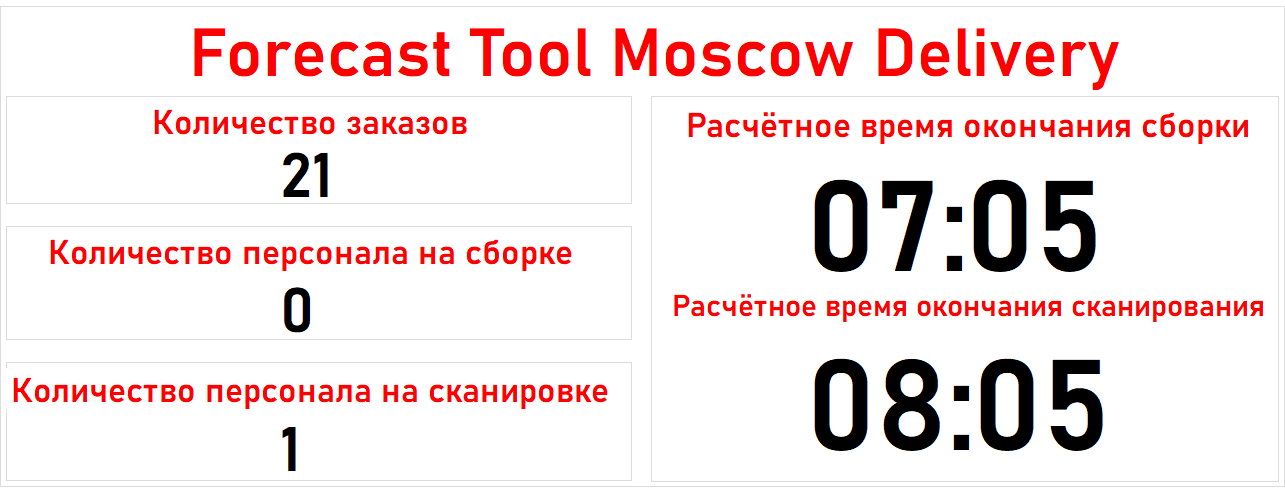 Forecast Tool Moscow Delivery
Количество заказов
21
Количество персонала на сборке
0
Количество персонала на сканировке
1
Расчётное время окончания сборки
07:05
Расчётное время окончания сканирования
08:05